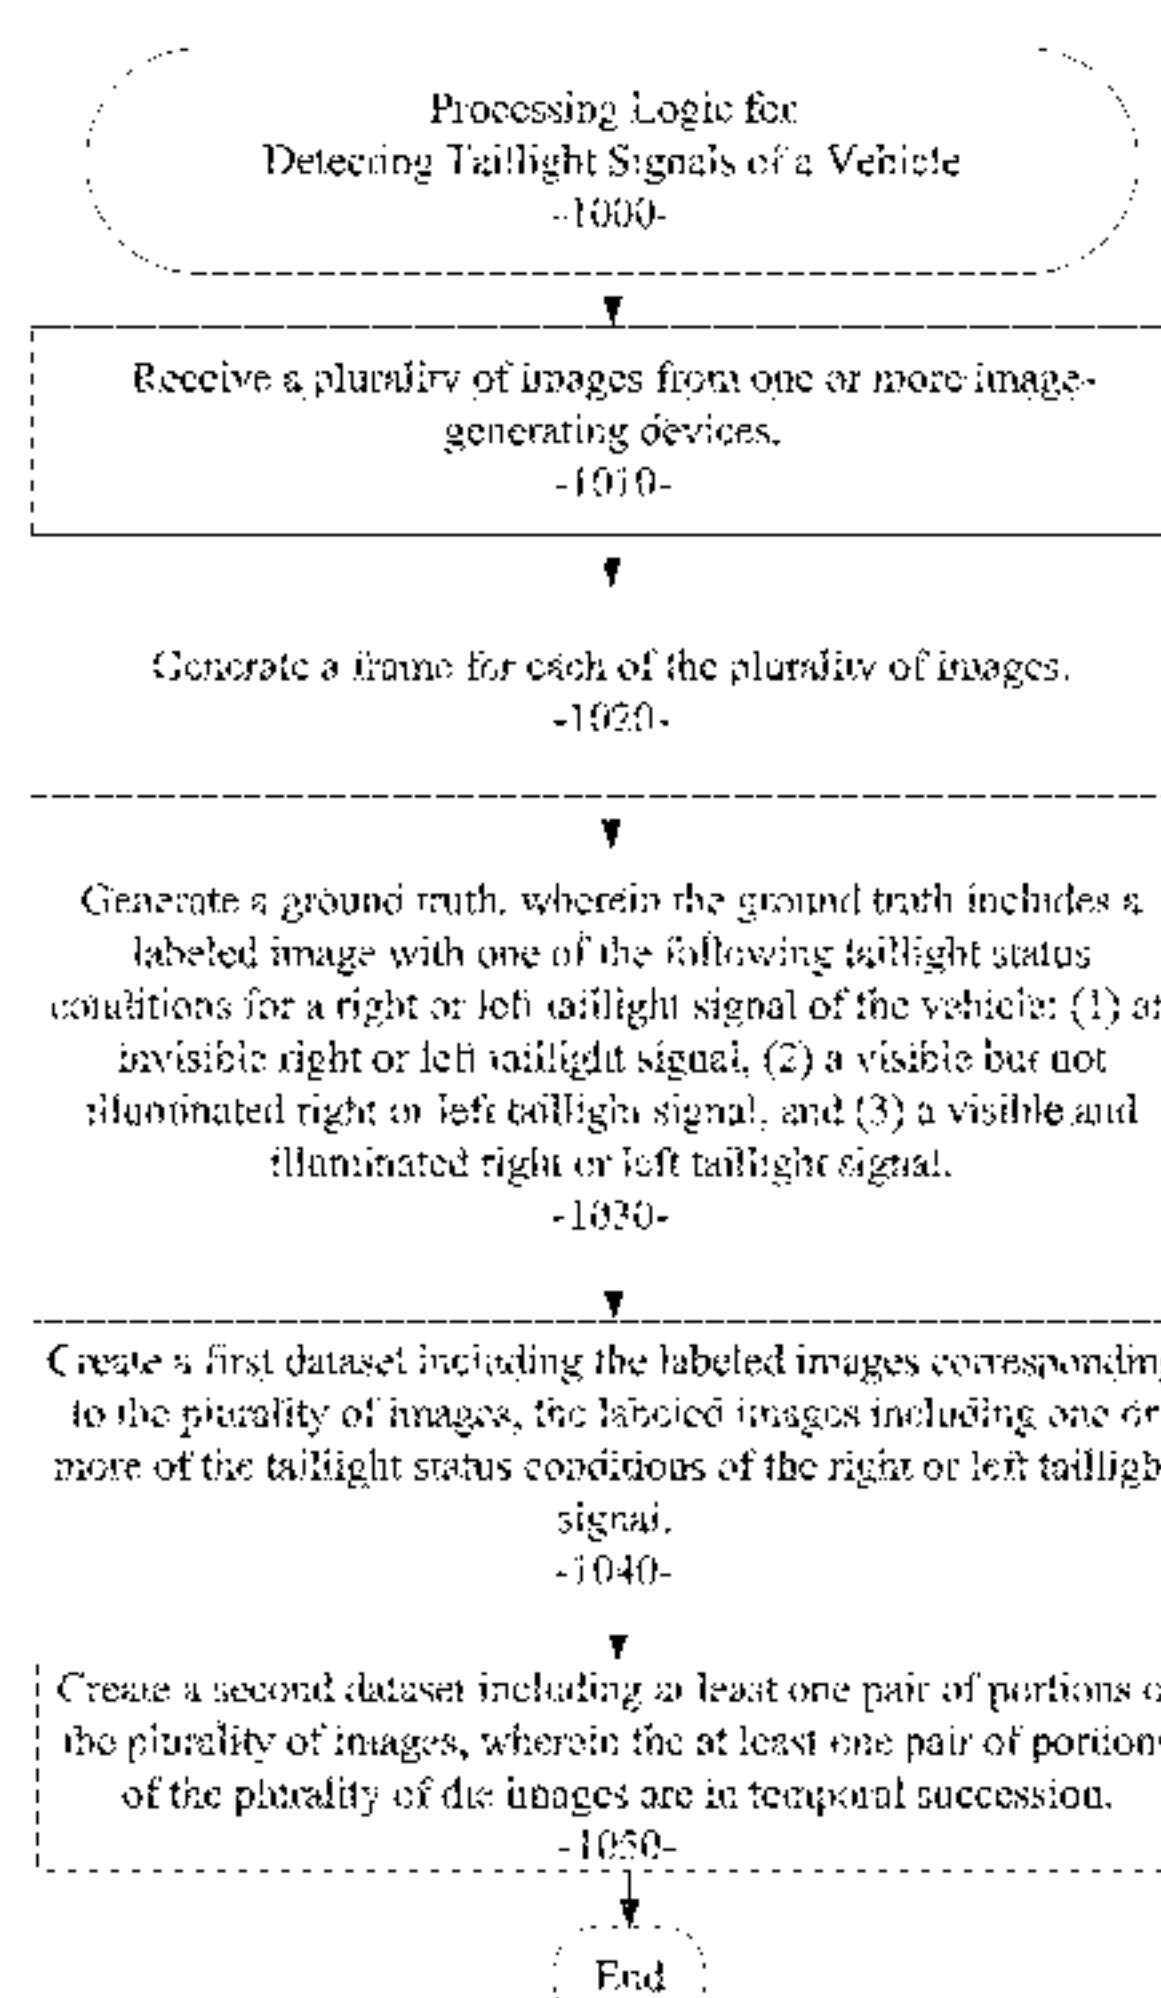 Processing Logic for
Detecting Taillight Signals of a Vehicle
-1000-
Receive a plurality of images from one or more image-
generating devices.
-1010-
Generate a frame for each of the plurality of images.
-1020-
Generate a ground truth, wherein the ground truth includes a
labeled image with one of the following taillight status
conditions for a right or left taillight signal of the vehicle: (1) an
invisible right or left taillight signal, (2) a visible but not
illuminated right or left taillight signal, and (3) a visible and
illuminated right or left taillight signal.
-1030-
Create a first dataset including the labeled images corresponding
to the plurality of images, the labeled images including one or
more of the taillight status conditions of the right or left taillight
signal.
-1040-
Create a second dataset including at least one pair of portions of
the plurality of images, wherein the at least one pair of portions
of the plurality of the images are in temporal succession.
-1050-
End